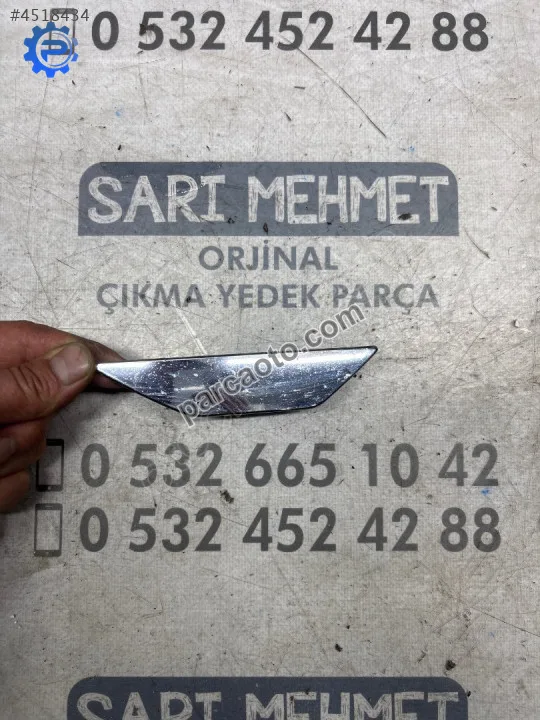 #4518434
0 532 452 42 88
SARI MEHMET
ORJİNAL
ÇIKMA YEDEK PARÇA
parcaoto.com
0 532 665 10 42
0 532 452 42 88
SARI MEHMET